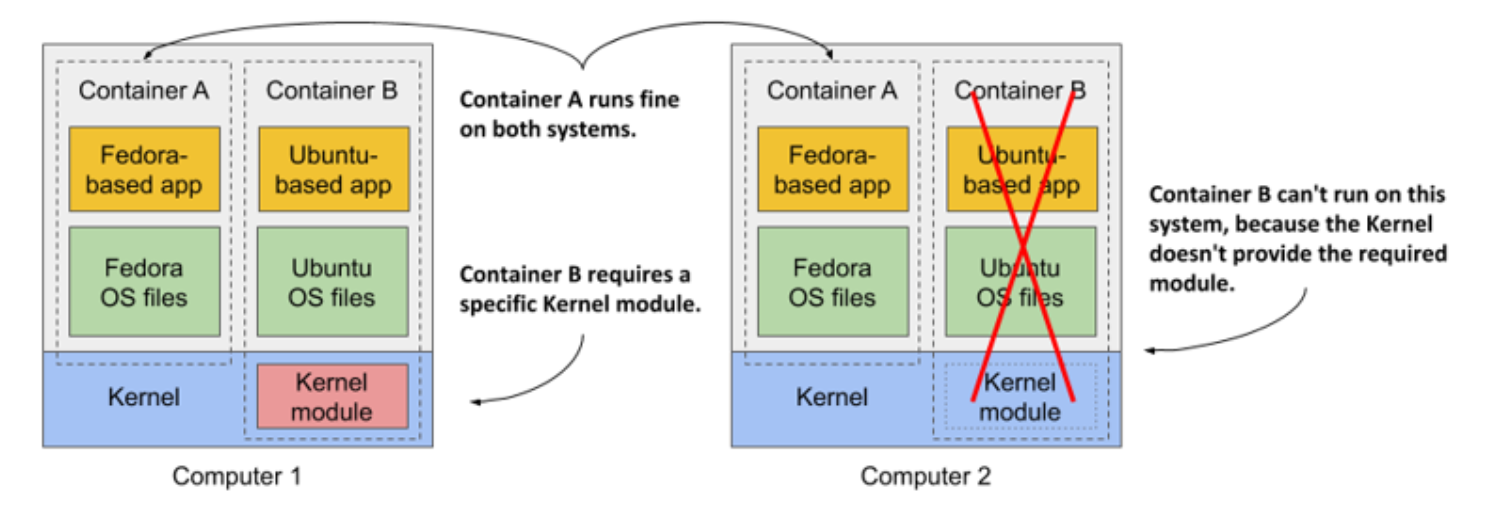 Container A
Container B
Fedora-
based app
Ubuntu-
based app
Fedora
OS files
Ubuntu
OS files
Kernel
Kernel
module
Computer 1
Container A runs fine
on both systems.
Container B requires a
specific Kernel module.
Container A
Container B
Fedora-
based app
Ubuntu-
based app
Fedora
OS files
Ubuntu
OS files
Kernel
Kernel
module
Computer 2
Container B can't run on this
system, because the Kernel
doesn't provide the required
module.